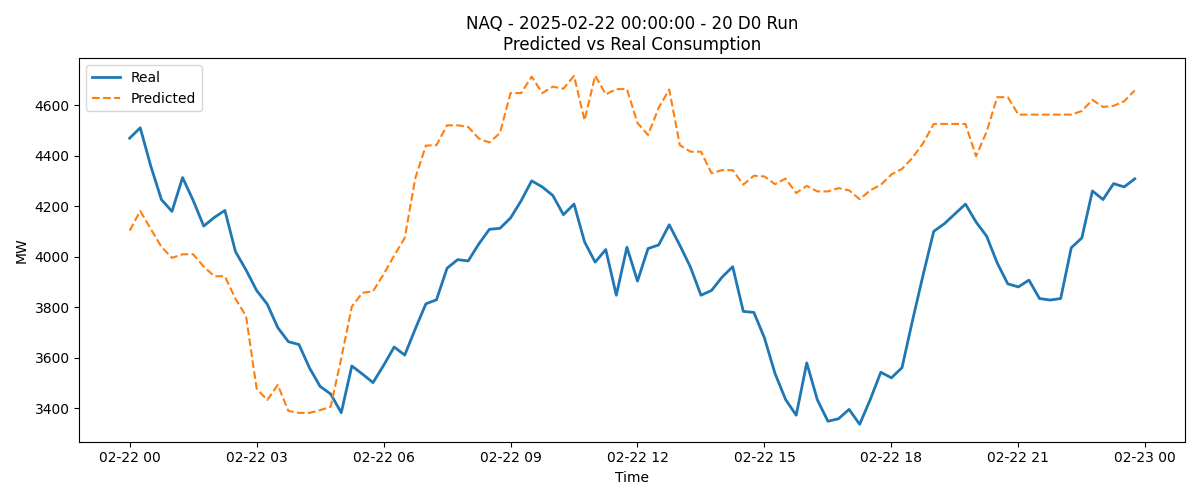 NAQ - 2025-02-22 00:00:00 - 20 D0 Run
Predicted vs Real Consumption
Real
Predicted
MW
4600
4400
4200
4000
3800
3600
3400
02-22 00
02-22 03
02-22 06
02-22 09
02-22 12
02-22 15
02-22 18
02-22 21
02-23 00
Time